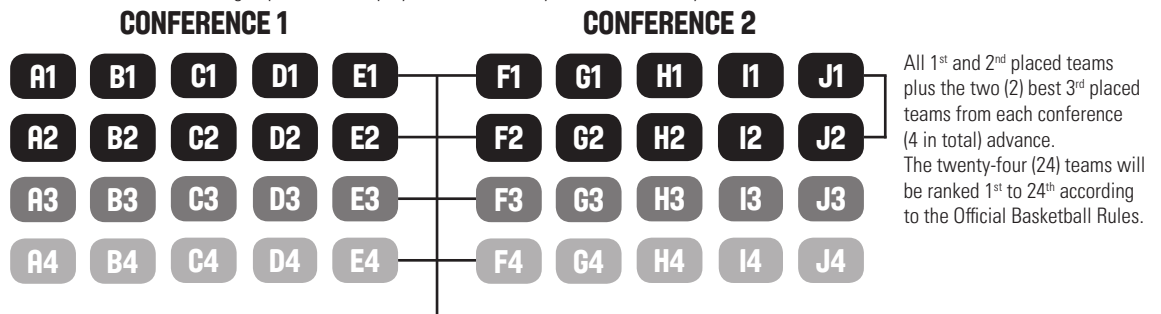 CONFERENCE 1
CONFERENCE 2
A1 B1 C1 D1 E1 F1 G1 H1 I1 J1
A2 B2 C2 D2 E2 F2 G2 H2 I2 J2
A3 B3 C3 D3 E3 F3 G3 H3 I3 J3
A4 B4 C4 D4 E4 F4 G4 H4 I4 J4
All 1st and 2nd placed teams
plus the two (2) best 3rd placed
teams from each conference
(4 in total) advance.
The twenty-four (24) teams will
be ranked 1st to 24th according
to the Official Basketball Rules.